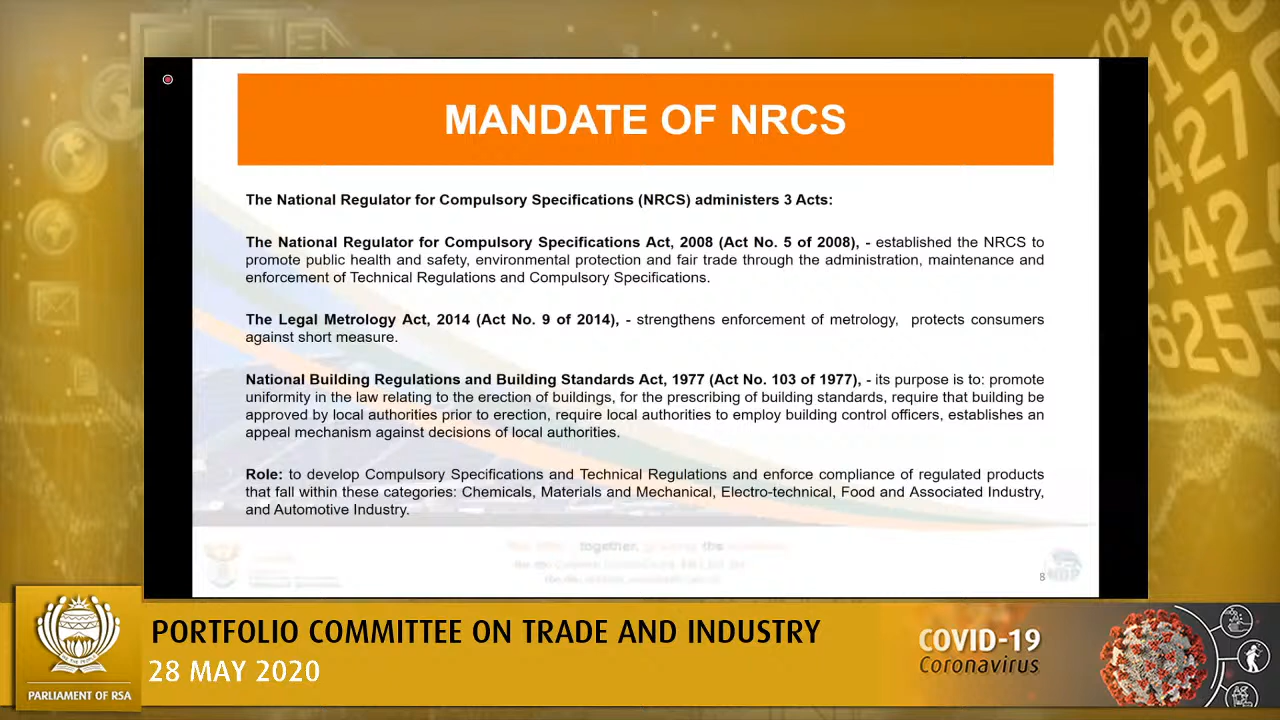 MANDATE OF NRCS
The National Regulator for Compulsory Specifications (NRCS) administers 3 Acts:
The National Regulator for Compulsory Specifications Act, 2008 (Act No. 5 of 2008), - established the NRCS to
promote public health and safety, environmental protection and fair trade through the administration, maintenance and
enforcement of Technical Regulations and Compulsory Specifications.
The Legal Metrology Act, 2014 (Act No. 9 of 2014), - strengthens enforcement of metrology, protects consumers
against short measure.
National Building Regulations and Building Standards Act, 1977 (Act No. 103 of 1977), - its purpose is to: promote
uniformity in the law relating to the erection of buildings, for the prescribing of building standards, require that building be
approved by local authorities prior to erection, require local authorities to employ building control officers, establishes an
appeal mechanism against decisions of local authorities.
Role: to develop Compulsory Specifications and Technical Regulations and enforce compliance of regulated products
that fall within these categories: Chemicals, Materials and Mechanical, Electro-technical, Food and Associated Industry,
and Automotive Industry.
together, the
8
PORTFOLIO COMMITTEE ON TRADE AND INDUSTRY
28 MAY 2020
PARLIAMENT OF RSA
COVID-19
Coronavirus